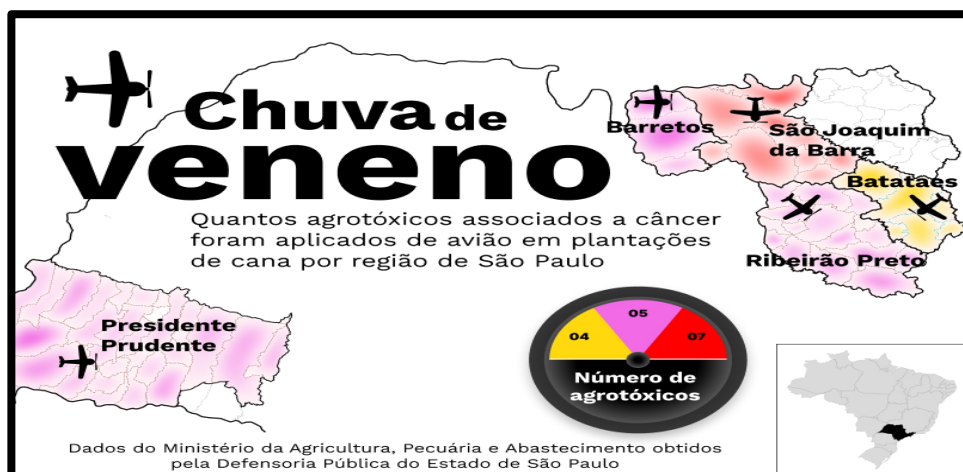 Chuva de
veneno
Quantos agrotóxicos associados a câncer
foram aplicados de avião em plantações
de cana por região de São Paulo
Barretos
São Joaquim
da Barra
Batataes
Ribeirão Preto
Presidente
Prudente
04
05
07
Número de
agrotóxicos
Dados do Ministério da Agricultura, Pecuária e Abastecimento obtidos
pela Defensoria Pública do Estado de São Paulo